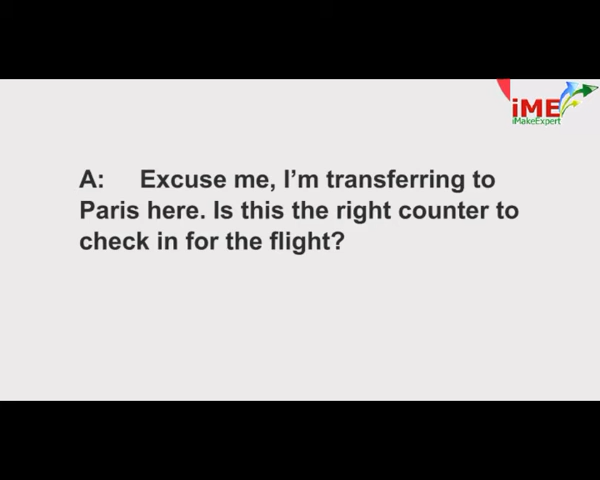 iME
iMakeExpert
A: Excuse me, I'm transferring to
Paris here. Is this the right counter to
check in for the flight?